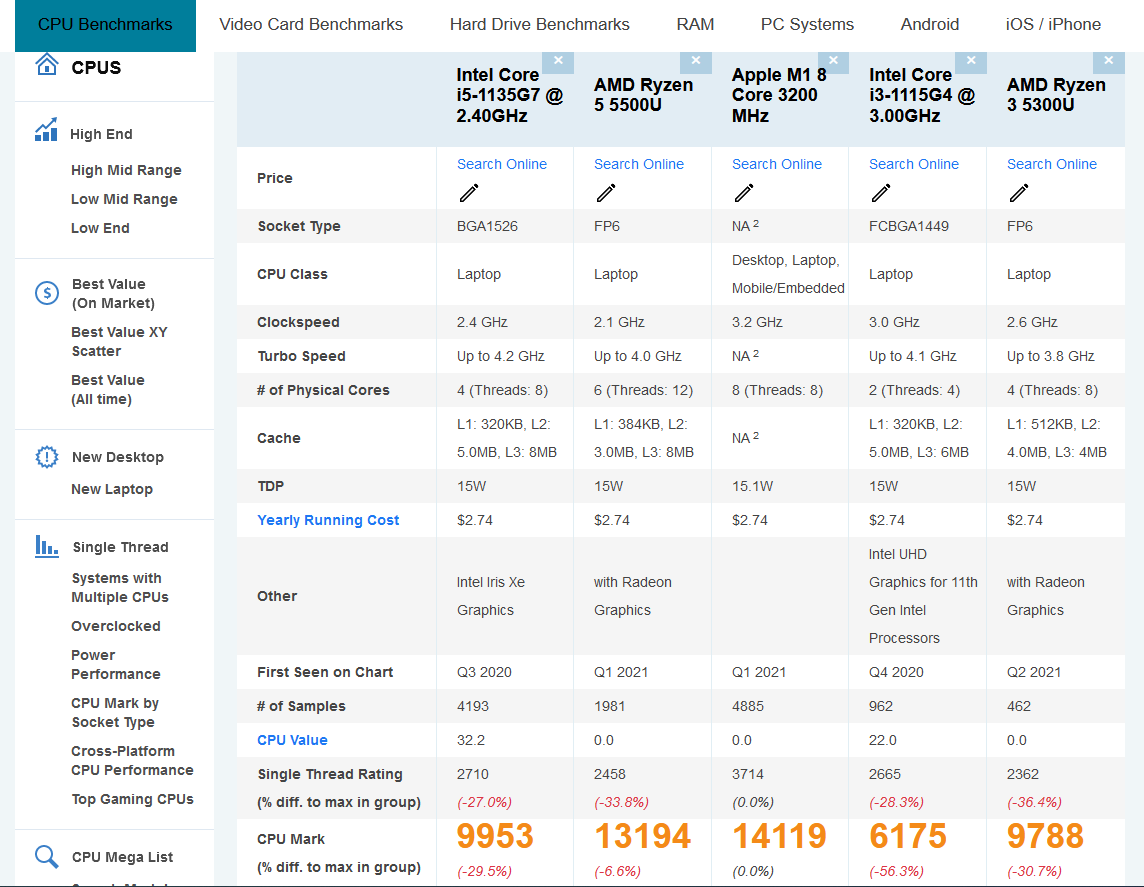 CPU Benchmarks Video Card Benchmarks Hard Drive Benchmarks RAM PC Systems Android iOS / iPhone
CPUS
High End
High Mid Range
Low Mid Range
Low End
Best Value
(On Market)
Best Value XY
Scatter
Best Value
(All time)
New Desktop
New Laptop
Single Thread
Systems with
Multiple CPUs
Overclocked
Power
Performance
CPU Mark by
Socket Type
Cross-Platform
CPU Performance
Top Gaming CPUs
CPU Mega List
Intel Core
i5-1135G7 @
2.40GHz
AMD Ryzen
5 5500U
Apple M1 8
Core 3200
MHz
Intel Core
i3-1115G4 @
3.00GHz
AMD Ryzen
3 5300U
Price
Search Online Search Online Search Online Search Online Search Online
Socket Type BGA1526 FP6 NA 2 FCBGA1449 FP6
CPU Class Laptop Laptop Desktop, Laptop,
Mobile/Embedded Laptop Laptop
Clockspeed 2.4 GHz 2.1 GHz 3.2 GHz 3.0 GHz 2.6 GHz
Turbo Speed Up to 4.2 GHz Up to 4.0 GHz NA 2 Up to 4.1 GHz Up to 3.8 GHz
# of Physical Cores 4 (Threads: 8) 6 (Threads: 12) 8 (Threads: 8) 2 (Threads: 4) 4 (Threads: 8)
Cache
L1: 320KB, L2:
5.0MB, L3: 8MB
L1: 384KB, L2:
3.0MB, L3: 8MB
NA 2
L1: 320KB, L2:
5.0MB, L3: 6MB
L1: 512KB, L2:
4.0MB, L3: 4MB
TDP 15W 15W 15.1W 15W 15W
Yearly Running Cost $2.74 $2.74 $2.74 $2.74 $2.74
Other
Intel Iris Xe
Graphics
with Radeon
Graphics
Intel UHD
Graphics for 11th
Gen Intel
Processors
with Radeon
Graphics
First Seen on Chart Q3 2020 Q1 2021 Q1 2021 Q4 2020 Q2 2021
# of Samples 4193 1981 4885 962 462
CPU Value 32.2 0.0 0.0 22.0 0.0
Single Thread Rating 2710 2458 3714 2665 2362
(% diff. to max in group) (-27.0%) (-33.8%) (0.0%) (-28.3%) (-36.4%)
CPU Mark 9953 13194 14119 6175 9788
(% diff. to max in group) (-29.5%) (-6.6%) (0.0%) (-56.3%) (-30.7%)